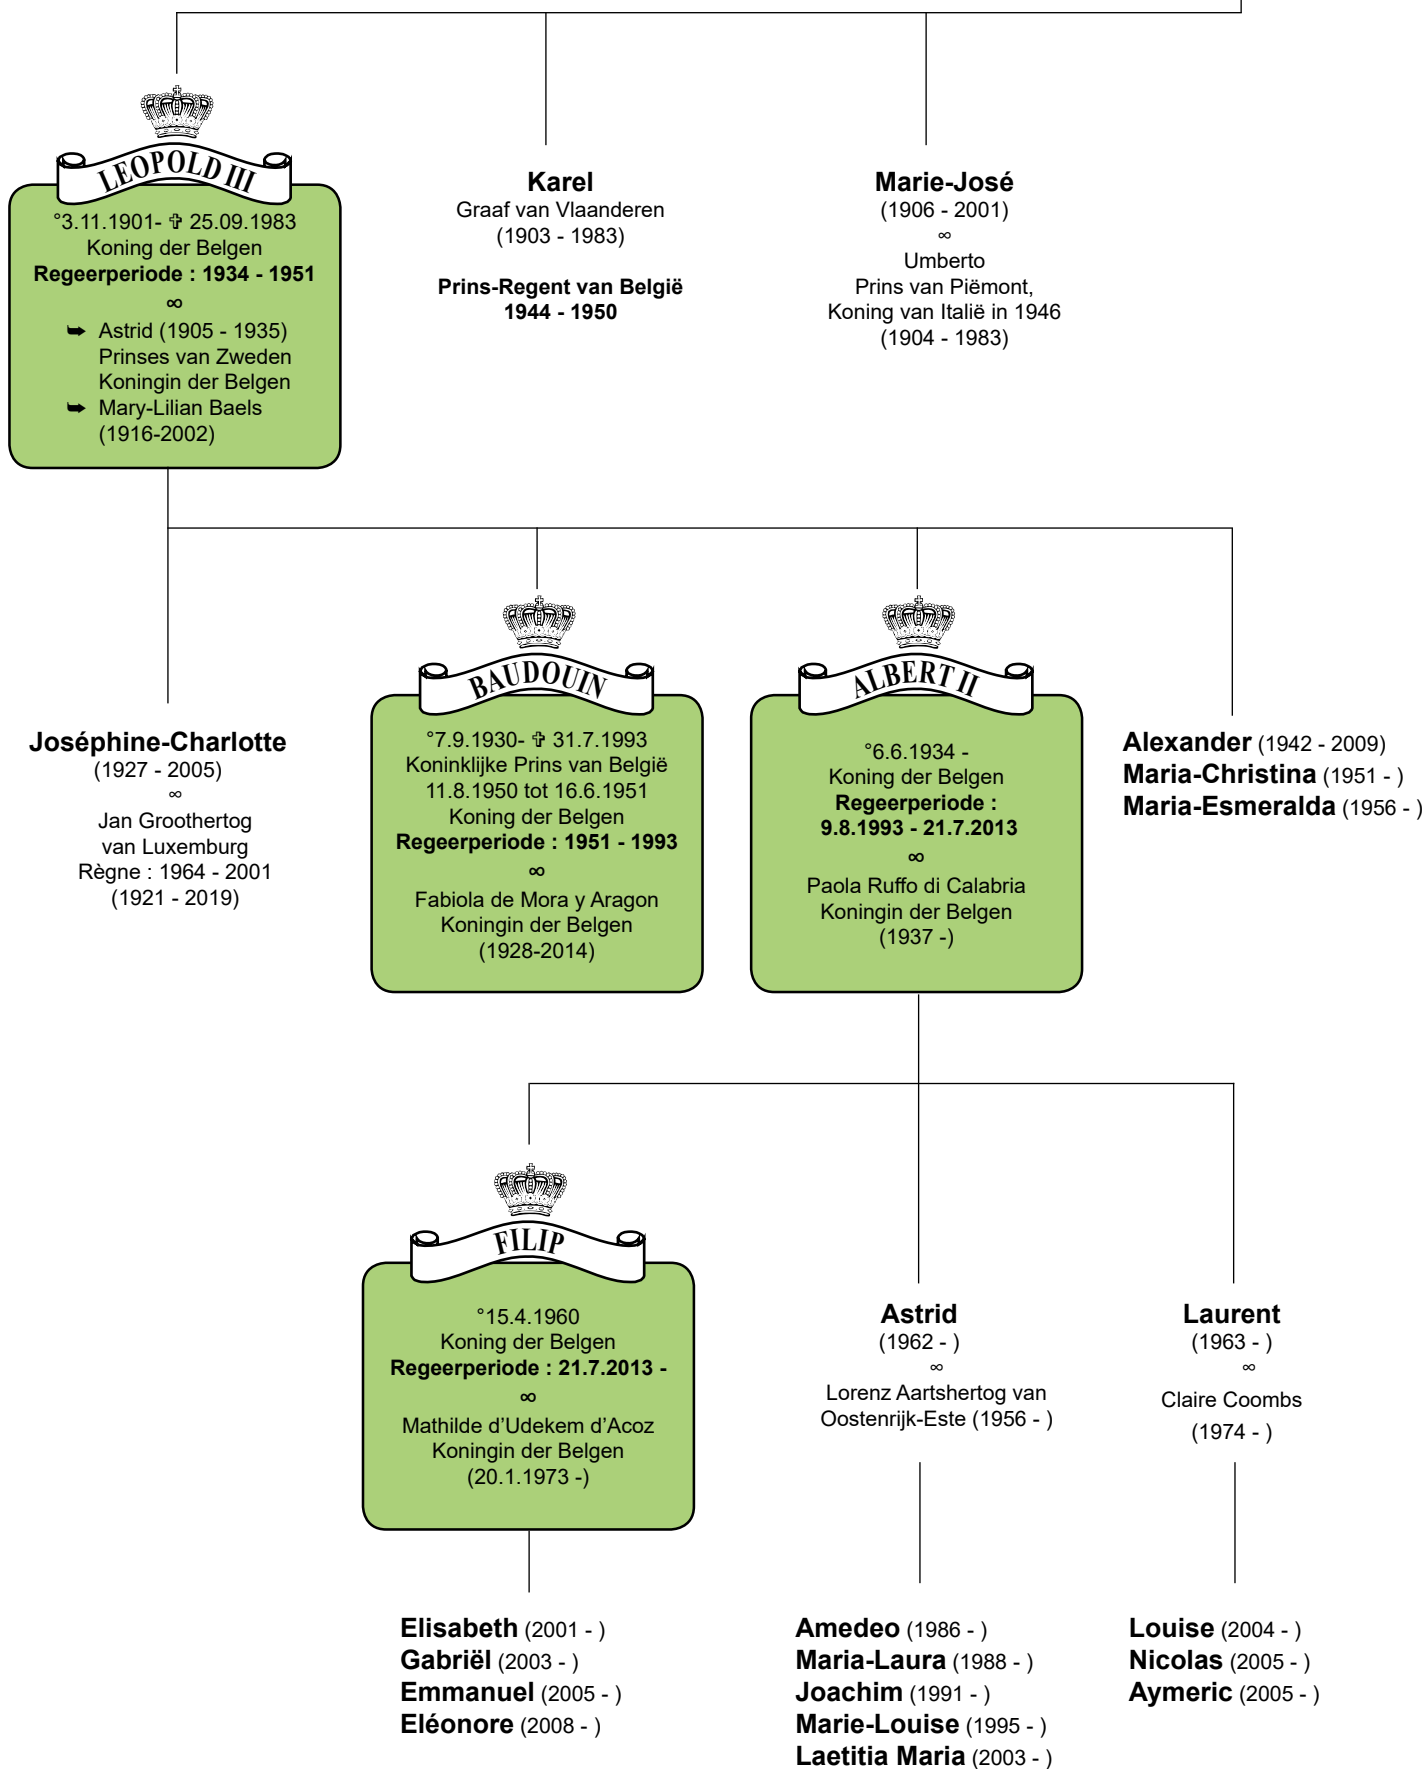 LEOPOLD III
°3.11.1901- ✞ 25.09.1983
Koning der Belgen
Regeerperiode : 1934 - 1951
∞
➥ Astrid (1905 - 1935)
Prinses van Zweden
Koningin der Belgen
➥ Mary-Lilian Baels
(1916-2002)
Karel
Graaf van Vlaanderen
(1903 - 1983)
Prins-Regent van België
1944 - 1950
Marie-José
(1906 - 2001)
∞
Umberto
Prins van Piëmont,
Koning van Italië in 1946
(1904 - 1983)
Joséphine-Charlotte
(1927 - 2005)
∞
Jan Groothertog
van Luxemburg
Règne : 1964 - 2001
(1921 - 2019)
BAUDOUIN
°7.9.1930- ✞ 31.7.1993
Koninklijke Prins van België
11.8.1950 tot 16.6.1951
Koning der Belgen
Regeerperiode : 1951 - 1993
∞
Fabiola de Mora y Aragon
Koningin der Belgen
(1928-2014)
ALBERT II
°6.6.1934 -
Koning der Belgen
Regeerperiode :
9.8.1993 - 21.7.2013
∞
Paola Ruffo di Calabria
Koningin der Belgen
(1937 -)
Alexander (1942 - 2009)
Maria-Christina (1951 - )
Maria-Esmeralda (1956 - )
FILIP
°15.4.1960
Koning der Belgen
Regeerperiode : 21.7.2013 -
∞
Mathilde d’Udekem d’Acoz
Koningin der Belgen
(20.1.1973 -)
Astrid
(1962 - )
∞
Lorenz Aartshertog van
Oostenrijk-Este (1956 - )
Laurent
(1963 - )
∞
Claire Coombs
(1974 - )
Elisabeth (2001 - )
Gabriël (2003 - )
Emmanuel (2005 - )
Eléonore (2008 - )
Amedeo (1986 - )
Maria-Laura (1988 - )
Joachim (1991 - )
Marie-Louise (1995 - )
Laetitia Maria (2003 - )
Louise (2004 - )
Nicolas (2005 - )
Aymeric (2005 - )